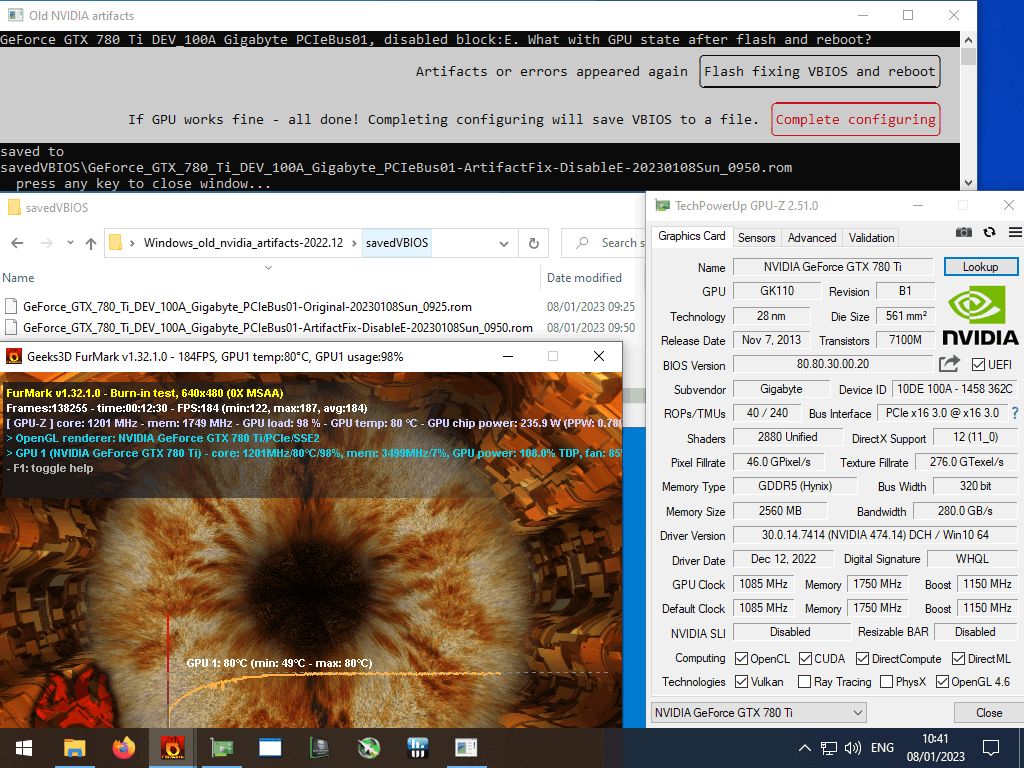 Old NVIDIA artifacts
GeForce GTX 780 Ti DEV_100A Gigabyte PCIeBus01, disabled block:E. What with GPU state after flash and reboot?
Artifacts or errors appeared again Flash fixing VBIOS and reboot
If GPU works fine - all done! Completing configuring will save VBIOS to a file. Complete configuring
saved to
savedVBIOS\GeForce_GTX_780_Ti_DEV_100A_Gigabyte_PCIeBus01-ArtifactFix-DisableE-20230108Sun_0950.rom
press any key to close window...
savedVBIOS
Windows_old_nvidia_artifacts-2022.12 > savedVBIOS
Search s
Name Date modified
GeForce_GTX_780_Ti_DEV_100A_Gigabyte_PCIeBus01-Original-20230108Sun_0925.rom 08/01/2023 09:25
GeForce_GTX_780_Ti_DEV_100A_Gigabyte_PCIeBus01-ArtifactFix-DisableE-20230108Sun_0950.rom 08/01/2023 09:50
Geeks3D FurMark v1.32.1.0 - 184FPS, GPU1 temp:80°C, GPU1 usage:98%
FurMark v1.32.1.0 - Burn-in test, 640x480 (0X MSAA)
Frames:138255 - time:00:12:30 - FPS:184 (min:122, max:187, avg:184)
[ GPU-Z ] core: 1201 MHz - mem: 1749 MHz - GPU load: 98 % - GPU temp: 80 °C - GPU chip power: 235.9 W (PPW: 0.78
> OpenGL renderer: NVIDIA GeForce GTX 780 Ti/PCIe/SSE2
> GPU 1 (NVIDIA GeForce GTX 780 Ti) - core: 1201MHz/80°C/98%, mem: 3499MHz/7%, GPU power: 108.0% TDP, fan: 85
- F1: toggle help
GPU 1: 80°C (min: 49°C - max: 80°C)
TechPowerUp GPU-Z 2.51.0
Graphics Card Sensors Advanced Validation
Name NVIDIA GeForce GTX 780 Ti Lookup
GPU GK110 Revision B1
Technology 28 nm Die Size 561 mm²
Release Date Nov 7, 2013 Transistors 7100M
NVIDIA.
BIOS Version 80.80.30.00.20 UEFI
Subvendor Gigabyte Device ID 10DE 100A - 1458 362C
ROPs/TMUs 40 / 240 Bus Interface PCIe x16 3.0 @ x16 3.0 ?
Shaders 2880 Unified DirectX Support 12 (11_0)
Pixel Fillrate 46.0 GPixel/s Texture Fillrate 276.0 GTexel/s
Memory Type GDDR5 (Hynix) Bus Width 320 bit
Memory Size 2560 MB Bandwidth 280.0 GB/s
Driver Version 30.0.14.7414 (NVIDIA 474.14) DCH / Win10 64
Driver Date Dec 12, 2022 Digital Signature WHQL
GPU Clock 1085 MHz Memory 1750 MHz Boost 1150 MHz
Default Clock 1085 MHz Memory 1750 MHz Boost 1150 MHz
NVIDIA SLI Disabled Resizable BAR Disabled
Computing OpenCL CUDA DirectCompute DirectML
Technologies Vulkan Ray Tracing PhysX OpenGL 4.6
NVIDIA GeForce GTX 780 Ti Close
ENG
10:41
08/01/2023